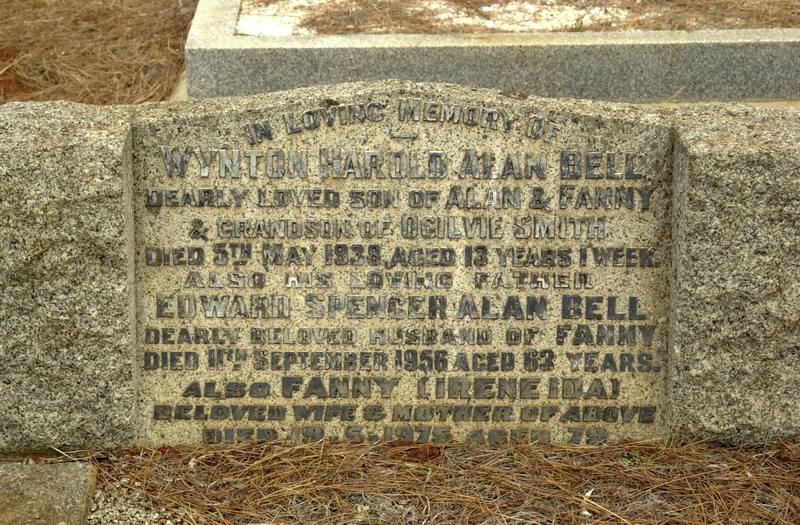 IN LOVING MEMORY OF
WYNTON HAROLD ALAN BELL
DEARLY LOVED SON OF ALAN & FANNY
& GRANDSON OF OGILVIE SMITH
DIED 5TH MAY 1938, AGED 13 YEARS 1 WEEK.
ALSO HIS LOVING FATHER
EDWARD SPENCER ALAN BELL
DEARLY BELOVED HUSBAND OF FANNY
DIED 11TH SEPTEMBER 1956 AGED 63 YEARS.
ALSO FANNY (IRENE IDA)
BELOVED WIFE & MOTHER OF ABOVE
DIED 19.5.1975 AGED 79